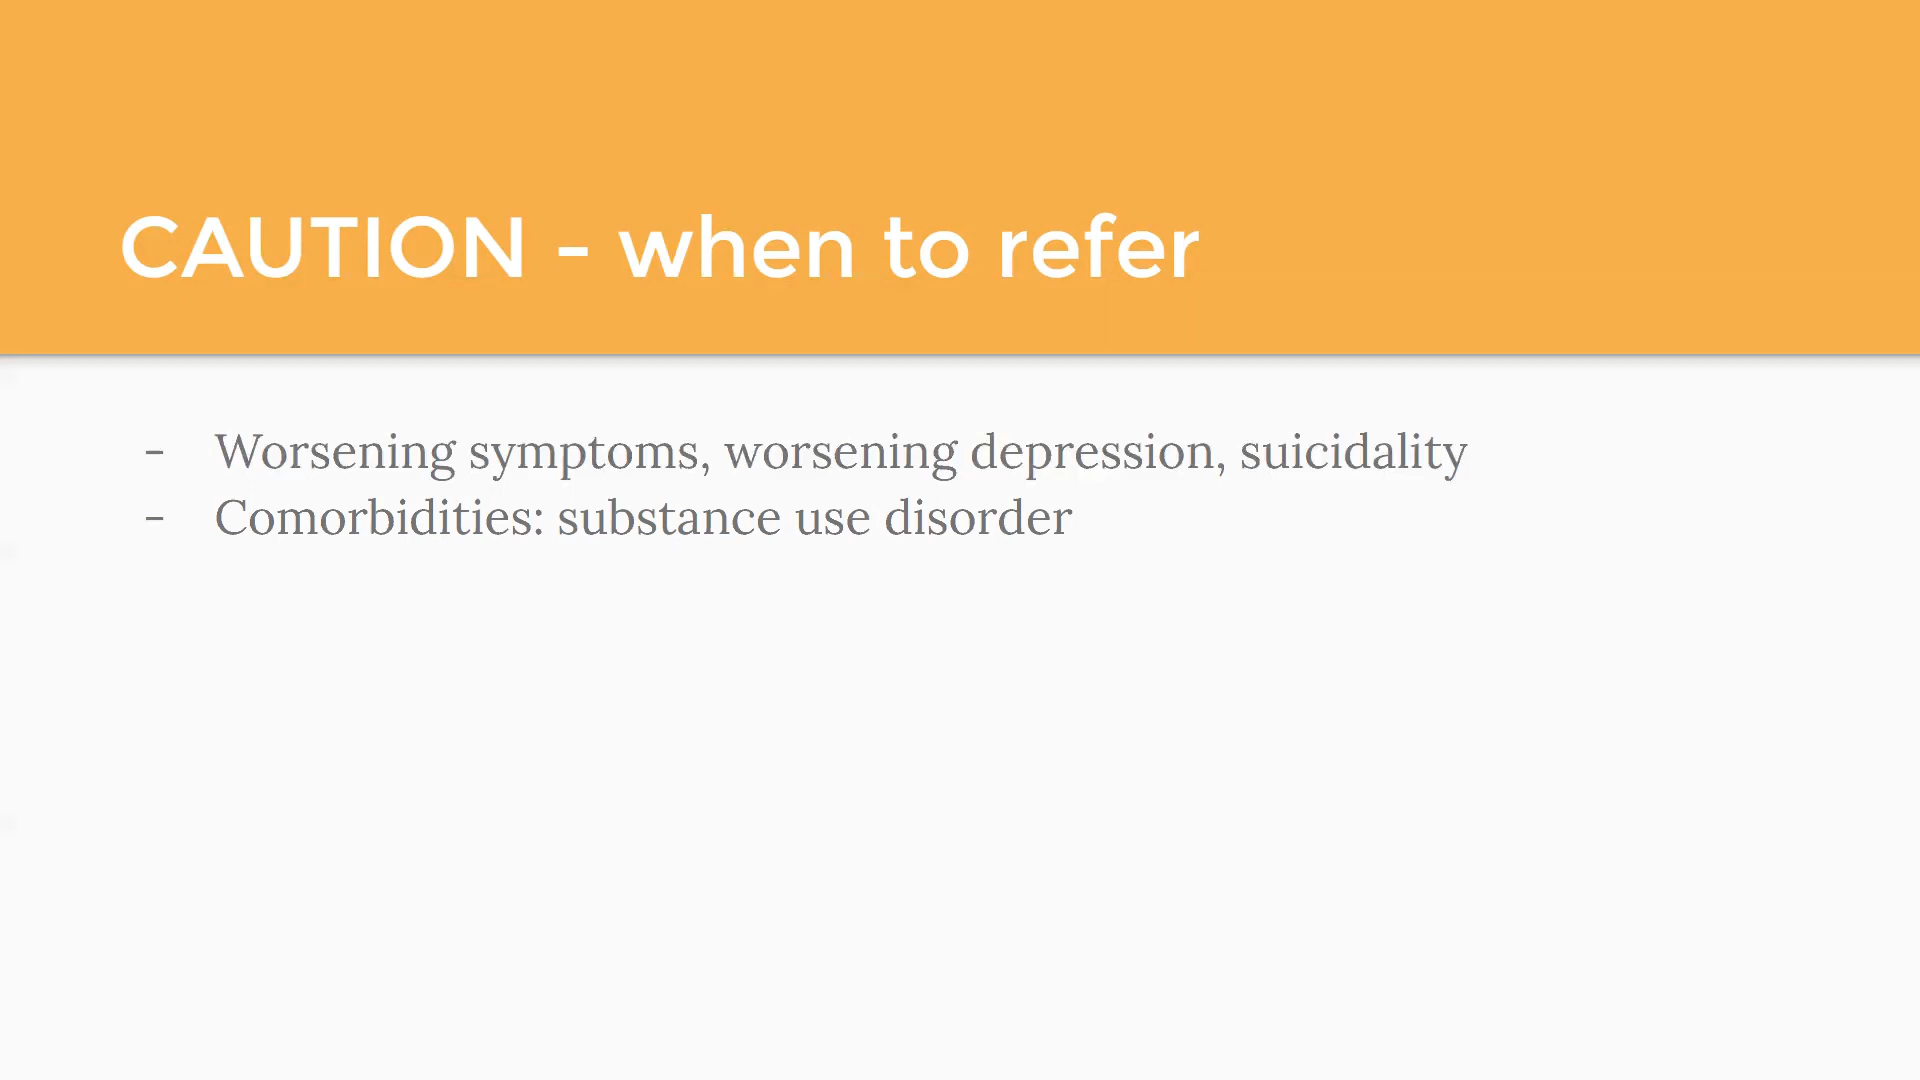 CAUTION - when to refer
- Worsening symptoms, worsening depression, suicidality
- Comorbidities: substance use disorder